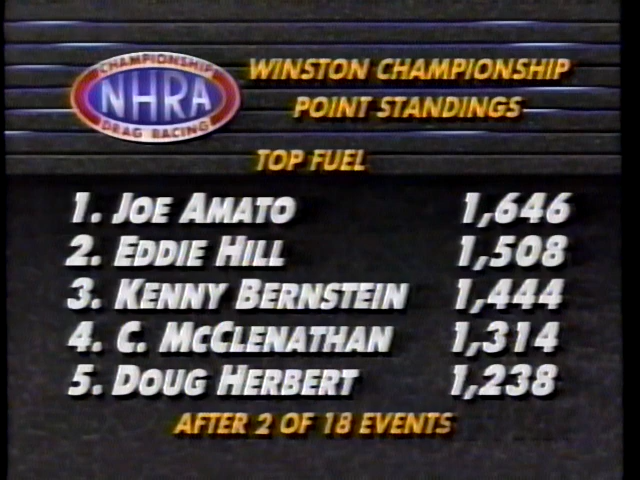 CHAMPIONSHIP
NHRA
DRAG RACING
WINSTON CHAMPIONSHIP
POINT STANDINGS
TOP FUEL
1. JOE AMATO 1,646
2. EDDIE HILL 1,508
3. KENNY BERNSTEIN 1,444
4. C. MCCLENATHAN 1,314
5. DOUG HERBERT 1,238
AFTER 2 OF 18 EVENTS